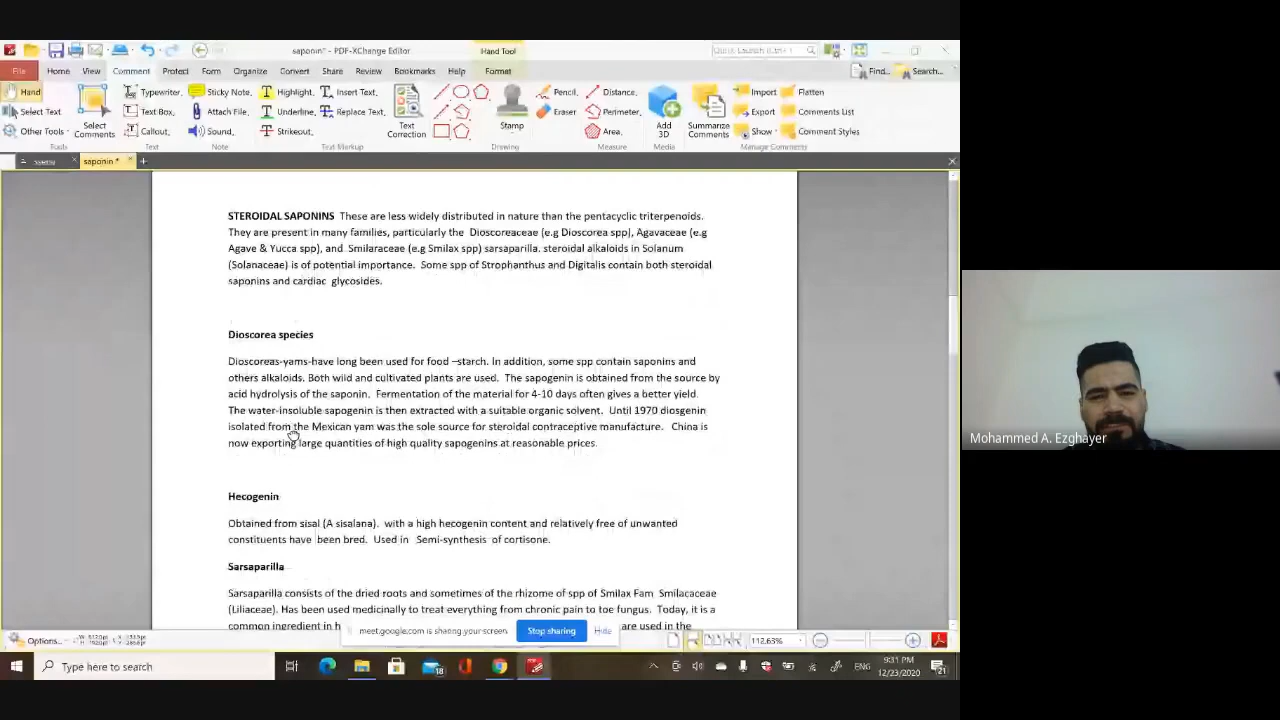 saponin* - PDF-XChange Editor
Hand Tool
File Home View Comment Protect Form Organize Convert Share Review Bookmarks Help Format
Find...
Search...
Hand
Select Text
Other Tools
Tools
Select Comments
Typewriter
Text Box
Callout
Text
Sticky Note
Attach File
Sound
Note
Highlight
Underline
Strikeout
Insert Text
Replace Text
Text Markup
Text Correction
Stamp
Pencil
Eraser
Drawing
Distance
Perimeter
Area
Measure
Add 3D
Media
Summarize Comments
Import
Export
Show
Flatten
Comments List
Comment Styles
Manage Comments
saponin *
STEROIDAL SAPONINS These are less widely distributed in nature than the pentacyclic triterpenoids.
They are present in many families, particularly the Dioscoreaceae (e.g Dioscorea spp), Agavaceae (e.g
Agave & Yucca spp), and Smilaraceae (e.g Smilax spp) sarsaparilla. steroidal alkaloids in Solanum
(Solanaceae) is of potential importance. Some spp of Strophanthus and Digitalis contain both steroidal
saponins and cardiac glycosides.
Dioscorea species
Dioscoreas-yams-have long been used for food –starch. In addition, some spp contain saponins and
others alkaloids. Both wild and cultivated plants are used. The sapogenin is obtained from the source by
acid hydrolysis of the saponin. Fermentation of the material for 4-10 days often gives a better yield.
The water-insoluble sapogenin is then extracted with a suitable organic solvent. Until 1970 diosgenin
isolated from the Mexican yam was the sole source for steroidal contraceptive manufacture. China is
now exporting large quantities of high quality sapogenins at reasonable prices.
Hecogenin
Obtained from sisal (A sisalana). with a high hecogenin content and relatively free of unwanted
constituents have been bred. Used in Semi-synthesis of cortisone.
Sarsaparilla
Sarsaparilla consists of the dried roots and sometimes of the rhizome of spp of Smilax Fam Smilacaceae
(Liliaceae). Has been used medicinally to treat everything from chronic pain to toe fungus. Today, it is a
common ingredient in h
are used in the
meet.google.com is sharing your screen. Stop sharing Hide
Options...
112.63%
Type here to search
ENG
9:31 PM
12/23/2020
Mohammed A. Ezghayer